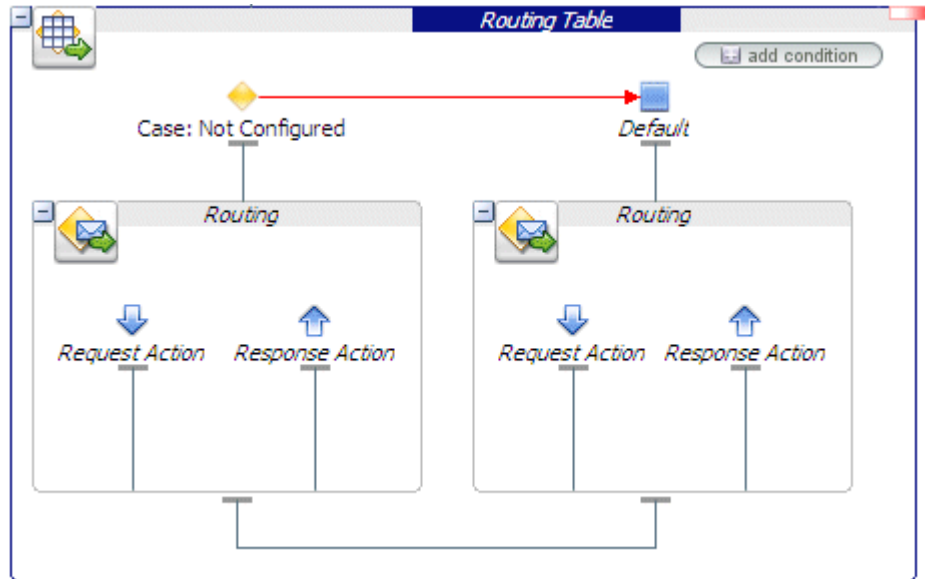 Routing Table
add condition
Case: Not Configured
Default
Routing
Routing
Request Action
Response Action
Request Action
Response Action